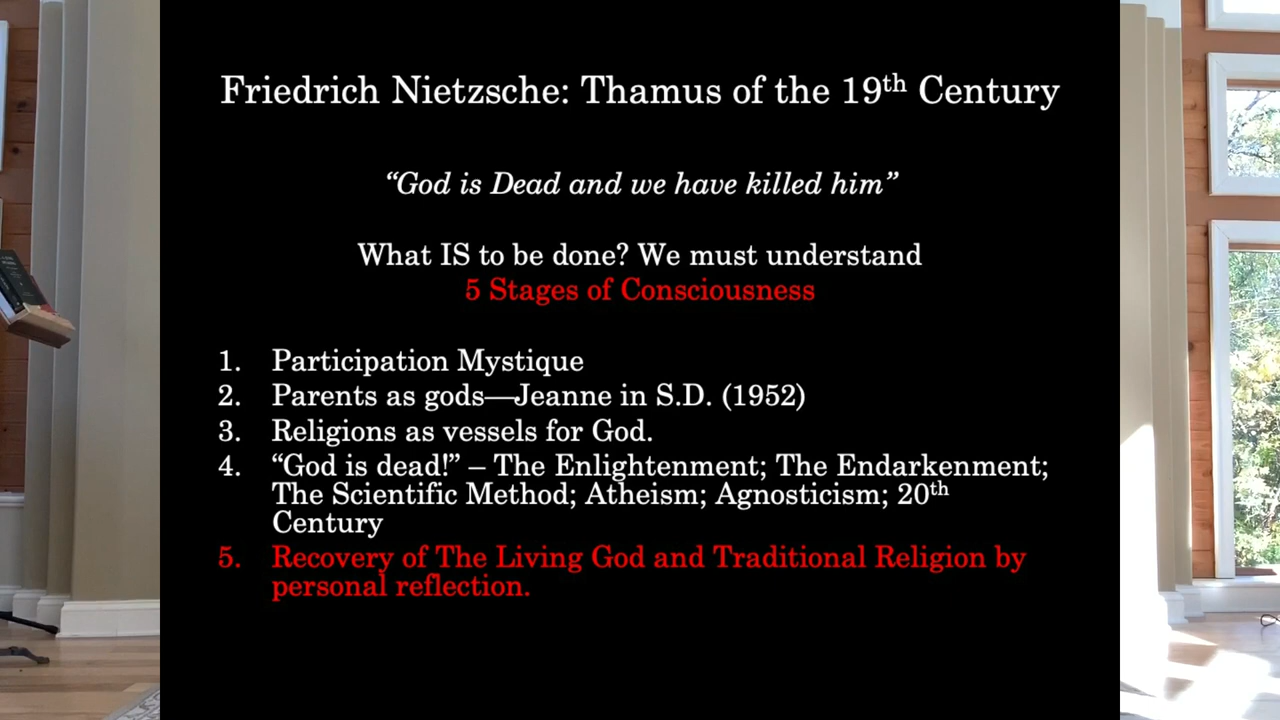 Friedrich Nietzsche: Thamus of the 19th Century
“God is Dead and we have killed him”
What IS to be done? We must understand
5 Stages of Consciousness
1. Participation Mystique
2. Parents as gods—Jeanne in S.D. (1952)
3. Religions as vessels for God.
4. “God is dead!” – The Enlightenment; The Endarkenment;
The Scientific Method; Atheism; Agnosticism; 20th
Century
5. Recovery of The Living God and Traditional Religion by
personal reflection.